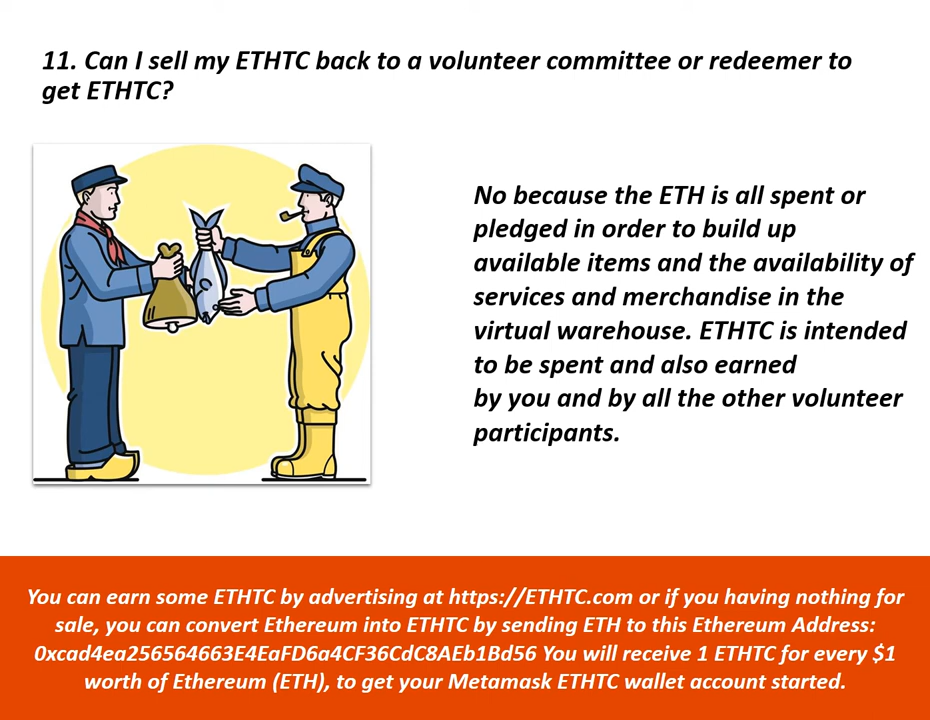 11. Can I sell my ETHTC back to a volunteer committee or redeemer to
get ETHTC?
No because the ETH is all spent or
pledged in order to build up
available items and the availability of
services and merchandise in the
virtual warehouse. ETHTC is intended
to be spent and also earned
by you and by all the other volunteer
participants.
You can earn some ETHTC by advertising at https://ETHTC.com or if you having nothing for
sale, you can convert Ethereum into ETHTC by sending ETH to this Ethereum Address:
0xcad4ea256564663E4EaFD6a4CF36CdC8AEb1Bd56 You will receive 1 ETHTC for every $1
worth of Ethereum (ETH), to get your Metamask ETHTC wallet account started.